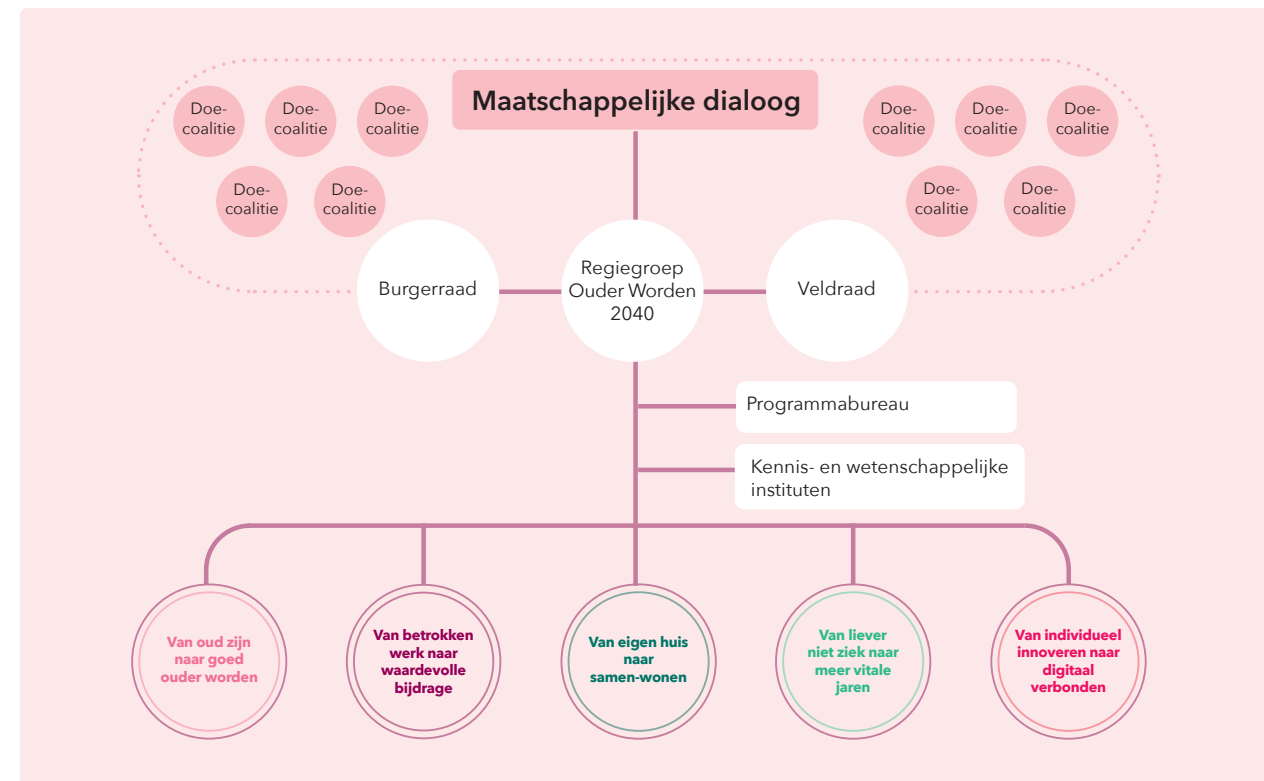 Maatschappelijke dialoog
Doe-
coalitie
Doe-
coalitie
Doe-
coalitie
Doe-
coalitie
Doe-
coalitie
Doe-
coalitie
Doe-
coalitie
Doe-
coalitie
Doe-
coalitie
Doe-
coalitie
Burgerraad
Regiegroep
Ouder Worden
2040
Veldraad
Programmabureau
Kennis- en wetenschappelijke
instituten
Van oud zijn
naar goed
ouder worden
Van betrokken
werk naar
waardevolle
bijdrage
Van eigen huis
naar
samen-wonen
Van liever
niet ziek naar
meer vitale
jaren
Van individueel
innoveren naar
digitaal
verbonden